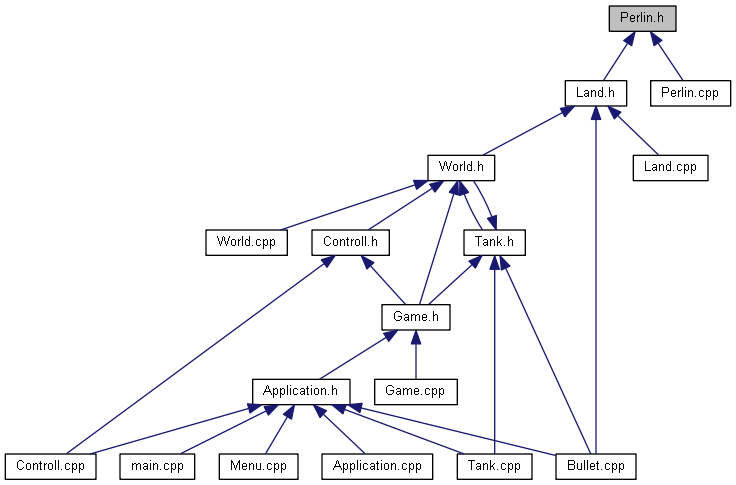 Perlin.h
Land.h
Perlin.cpp
World.h
Land.cpp
World.cpp
Controll.h
Tank.h
Game.h
Application.h
Game.cpp
Controll.cpp
main.cpp
Menu.cpp
Application.cpp
Tank.cpp
Bullet.cpp